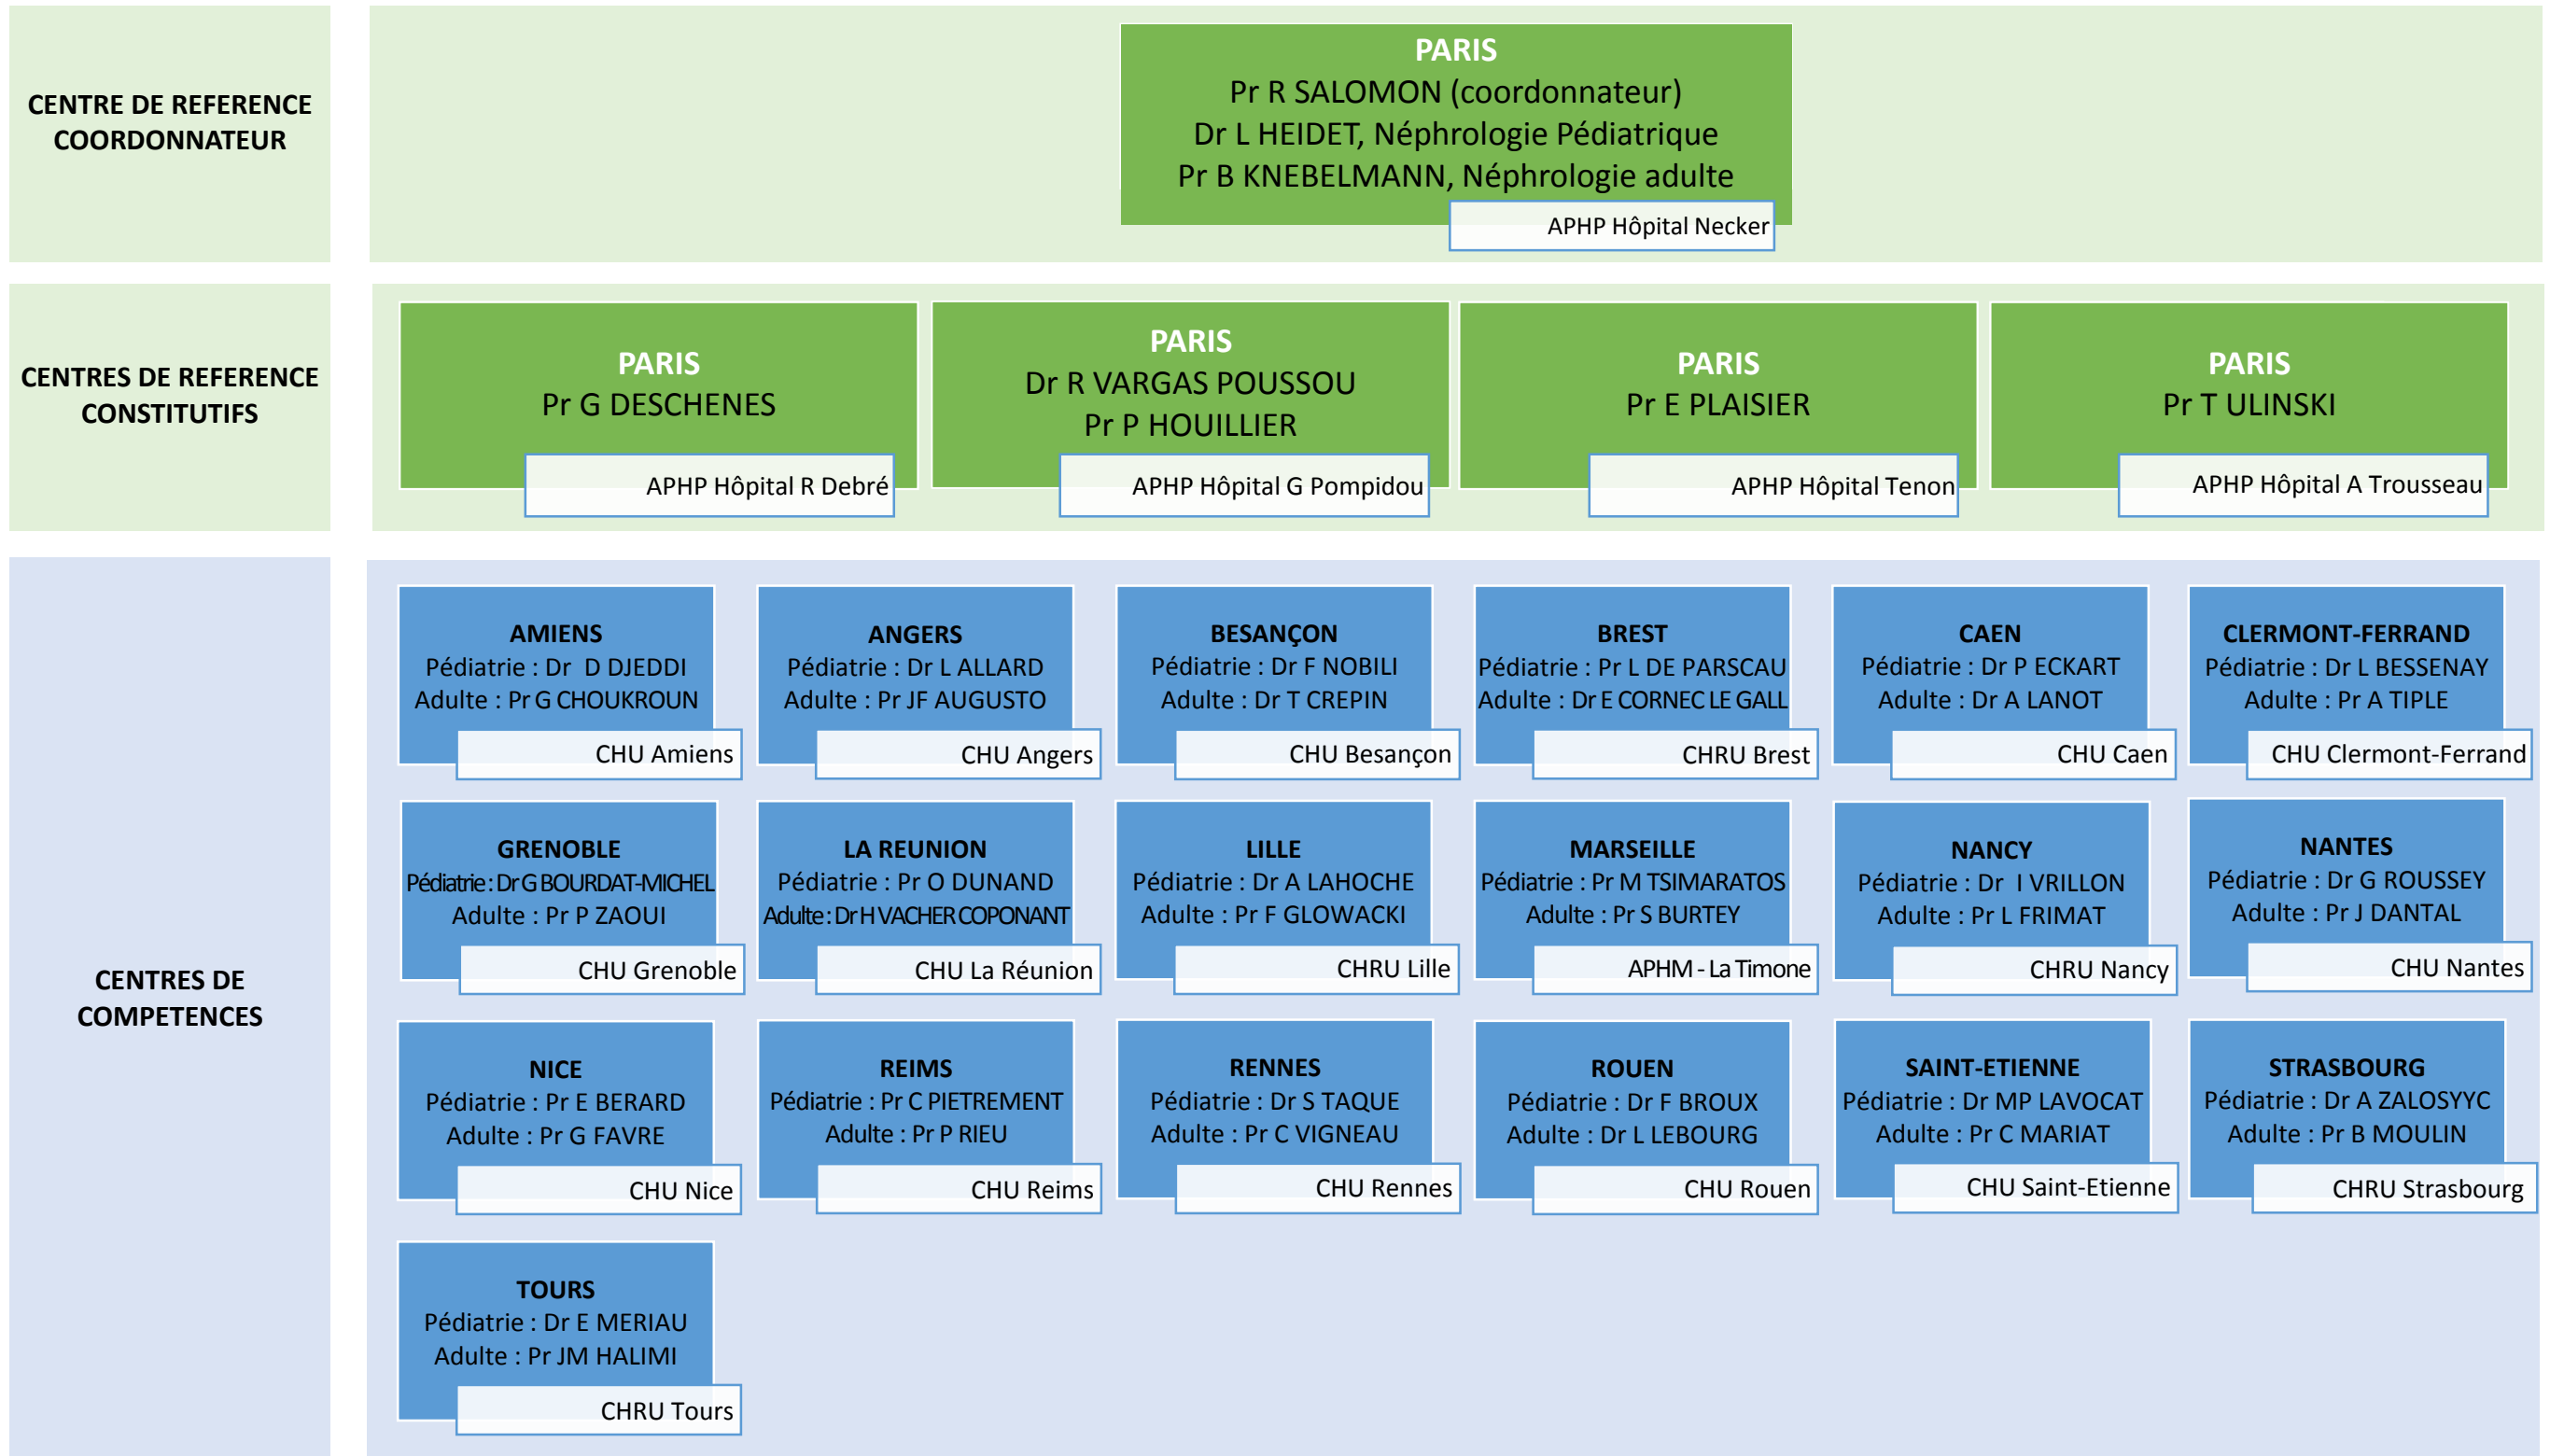 CENTRE DE REFERENCE
COORDONNATEUR
PARIS
Pr R SALOMON (coordonnateur)
Dr L HEIDET, Néphrologie Pédiatrique
Pr B KNEBELMANN, Néphrologie adulte
APHP Hôpital Necker
CENTRES DE REFERENCE
CONSTITUTIFS
PARIS
Pr G DESCHENES
APHP Hôpital R Debré
PARIS
Dr R VARGAS POUSSOU
Pr P HOUILLIER
APHP Hôpital G Pompidou
PARIS
Pr E PLAISIER
APHP Hôpital Tenon
PARIS
Pr T ULINSKI
APHP Hôpital A Trousseau
CENTRES DE
COMPETENCES
AMIENS
Pédiatrie : Dr D DJEDDI
Adulte : Pr G CHOUKROUN
CHU Amiens
ANGERS
Pédiatrie : Dr L ALLARD
Adulte : Pr JF AUGUSTO
CHU Angers
BESANÇON
Pédiatrie : Dr F NOBILI
Adulte : Dr T CREPIN
CHU Besançon
BREST
Pédiatrie : Pr L DE PARSCAU
Adulte : Dr E CORNEC LE GALL
CHRU Brest
CAEN
Pédiatrie : Dr P ECKART
Adulte : Dr A LANOT
CHU Caen
CLERMONT-FERRAND
Pédiatrie : Dr L BESSENAY
Adulte : Pr A TIPLE
CHU Clermont-Ferrand
GRENOBLE
Pédiatrie : Dr G BOURDAT-MICHEL
Adulte : Pr P ZAOUI
CHU Grenoble
LA REUNION
Pédiatrie : Pr O DUNAND
Adulte : Dr H VACHER COPONANT
CHU La Réunion
LILLE
Pédiatrie : Dr A LAHOCHE
Adulte : Pr F GLOWACKI
CHRU Lille
MARSEILLE
Pédiatrie : Pr M TSIMARATOS
Adulte : Pr S BURTEY
APHM - La Timone
NANCY
Pédiatrie : Dr I VRILLON
Adulte : Pr L FRIMAT
CHRU Nancy
NANTES
Pédiatrie : Dr G ROUSSEY
Adulte : Pr J DANTAL
CHU Nantes
NICE
Pédiatrie : Pr E BERARD
Adulte : Pr G FAVRE
CHU Nice
REIMS
Pédiatrie : Pr C PIETREMENT
Adulte : Pr P RIEU
CHU Reims
RENNES
Pédiatrie : Dr S TAQUE
Adulte : Pr C VIGNEAU
CHU Rennes
ROUEN
Pédiatrie : Dr F BROUX
Adulte : Dr L LEBOURG
CHU Rouen
SAINT-ETIENNE
Pédiatrie : Dr MP LAVOCAT
Adulte : Pr C MARIAT
CHU Saint-Etienne
STRASBOURG
Pédiatrie : Dr A ZALOSYYC
Adulte : Pr B MOULIN
CHRU Strasbourg
TOURS
Pédiatrie : Dr E MERIAU
Adulte : Pr JM HALIMI
CHRU Tours